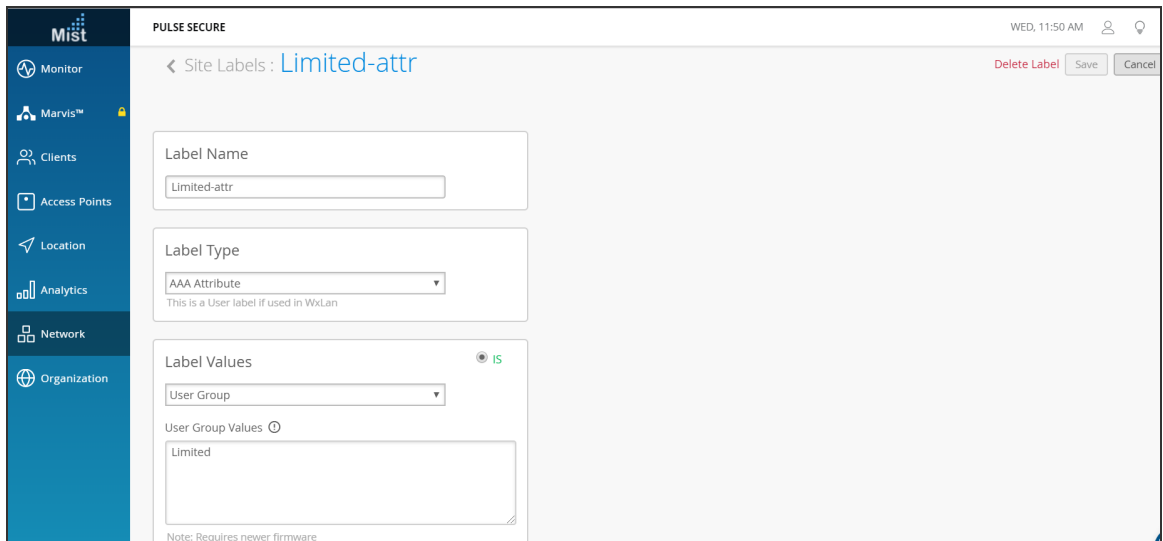 Mist
PULSE SECURE
WED, 11:50 AM
Monitor
Marvis™
Clients
Access Points
Location
Analytics
Network
Organization
Site Labels : Limited-attr
Delete Label
Save
Cancel
Label Name
Limited-attr
Label Type
AAA Attribute
This is a User label if used in WxLan
Label Values
IS
User Group
User Group Values
Limited
Note: Requires newer firmware